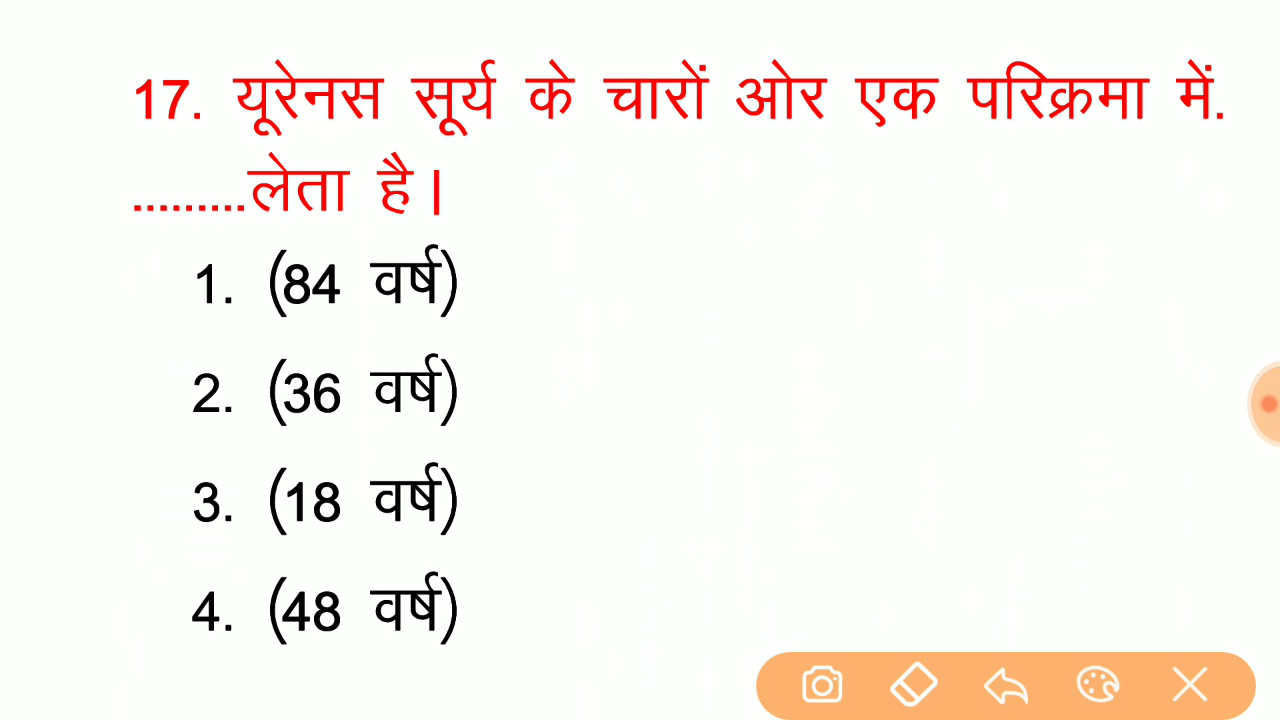 17. यूरेनस सूर्य के चारों ओर एक परिक्रमा में.
.........लेता है।
1. (84 वर्ष)
2. (36 वर्ष)
3. (18 वर्ष)
4. (48 वर्ष)